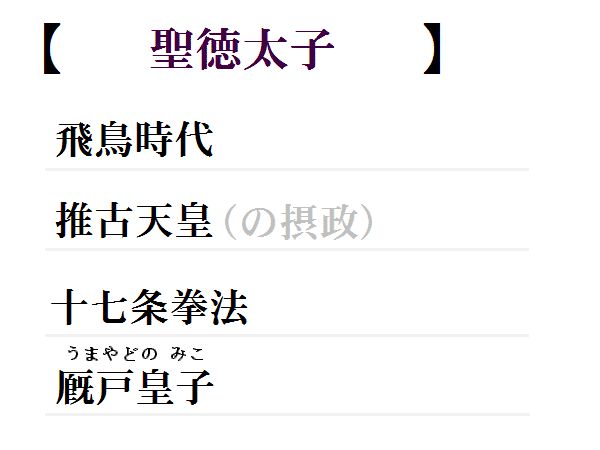 【 聖徳太子 】
飛鳥時代
推古天皇（の摂政）
十七条拳法
うまやどの みこ
厩戸皇子